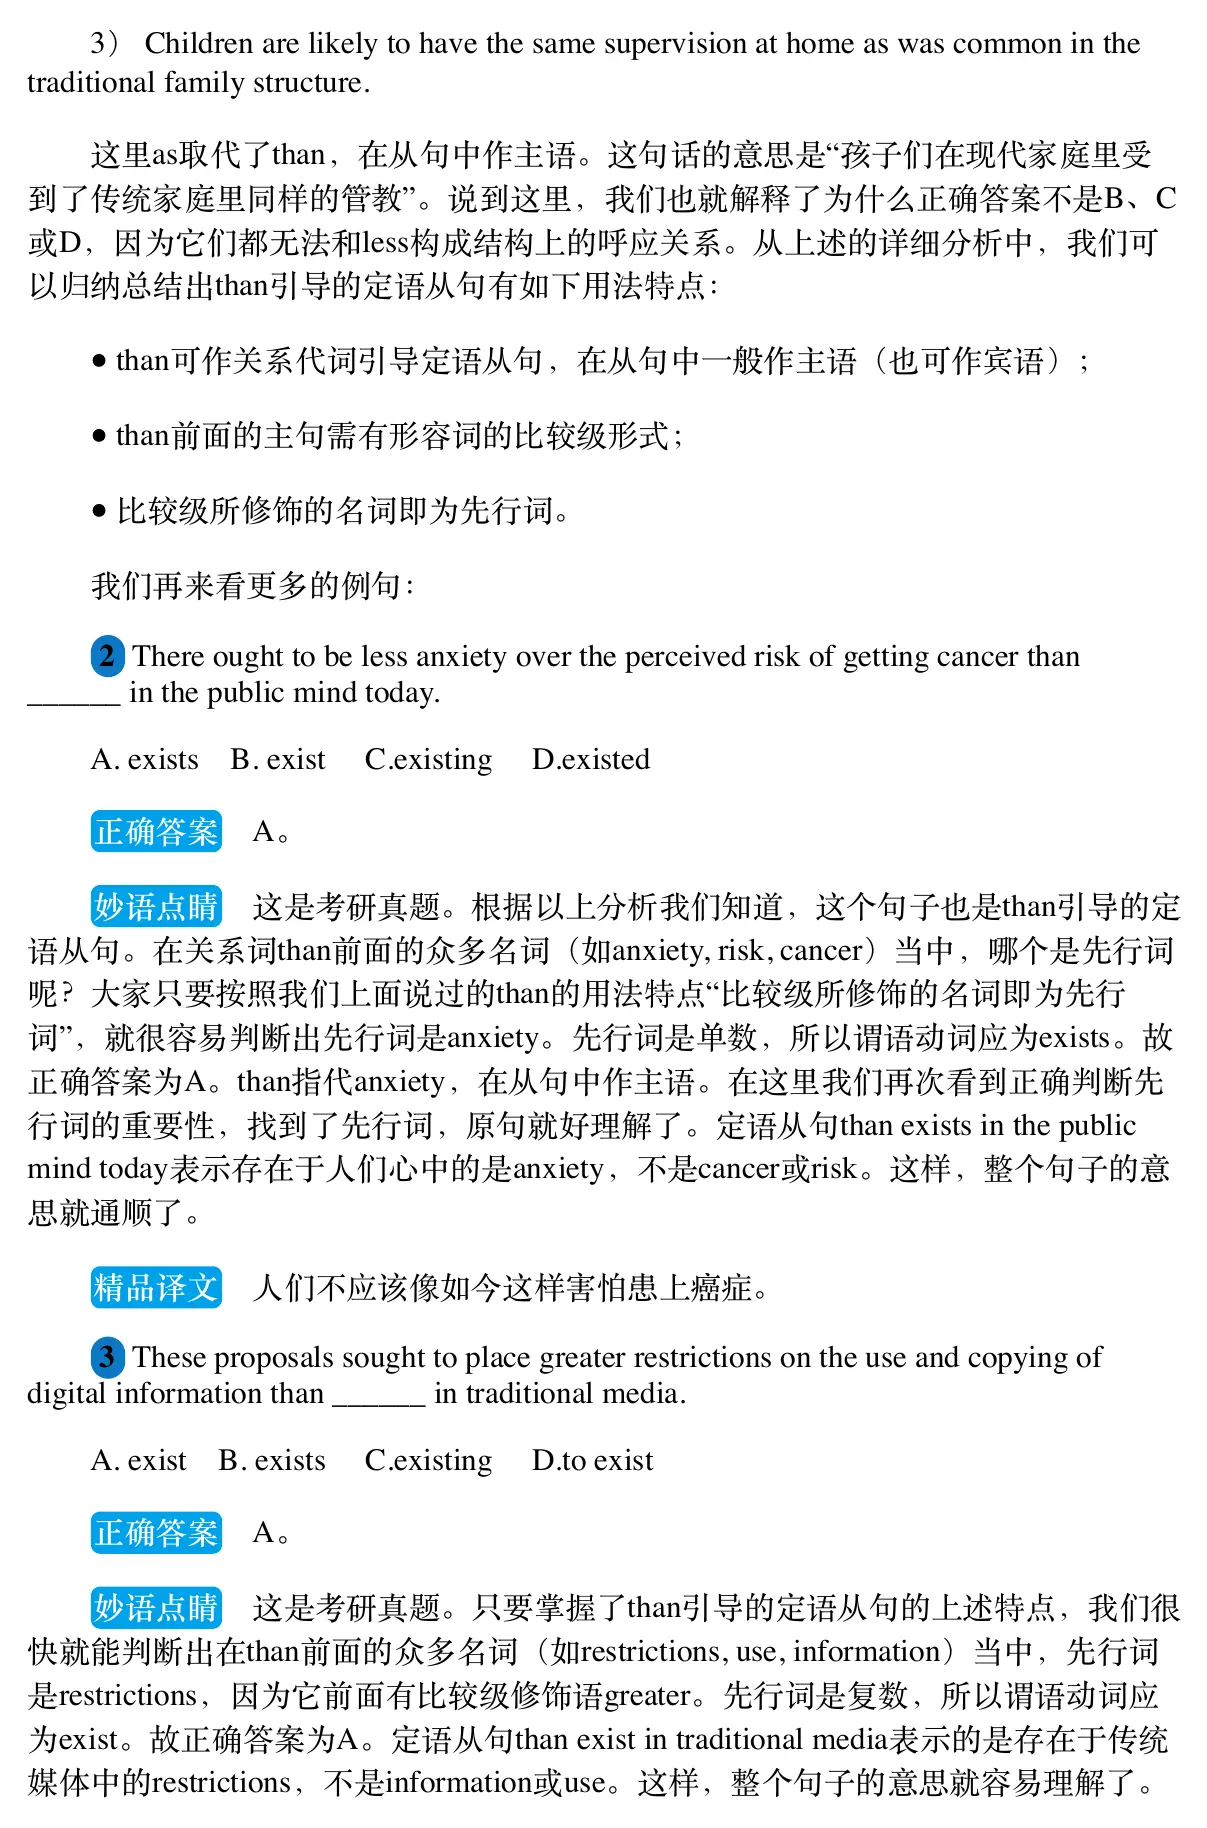 3） Children are likely to have the same supervision at home as was common in the
traditional family structure.
这里as取代了than，在从句中作主语。这句话的意思是“孩子们在现代家庭里受
到了传统家庭里同样的管教”。说到这里，我们也就解释了为什么正确答案不是B、C
或D，因为它们都无法和less构成结构上的呼应关系。从上述的详细分析中，我们可
以归纳总结出than引导的定语从句有如下用法特点：
● than可作关系代词引导定语从句，在从句中一般作主语（也可作宾语）；
● than前面的主句需有形容词的比较级形式；
● 比较级所修饰的名词即为先行词。
我们再来看更多的例句：
2 There ought to be less anxiety over the perceived risk of getting cancer than
______ in the public mind today.
A. exists B. exist C.existing D.existed
正确答案 A。
妙语点睛 这是考研真题。根据以上分析我们知道，这个句子也是than引导的定
语从句。在关系词than前面的众多名词（如anxiety, risk, cancer）当中，哪个是先行词
呢？大家只要按照我们上面说过的than的用法特点“比较级所修饰的名词即为先行
词”，就很容易判断出先行词是anxiety。先行词是单数，所以谓语动词应为exists。故
正确答案为A。than指代anxiety，在从句中作主语。在这里我们再次看到正确判断先
行词的重要性，找到了先行词，原句就好理解了。定语从句than exists in the public
mind today表示存在于人们心中的是anxiety，不是cancer或risk。这样，整个句子的意
思就通顺了。
精品译文 人们不应该像如今这样害怕患上癌症。
3 These proposals sought to place greater restrictions on the use and copying of
digital information than ______ in traditional media.
A. exist B. exists C.existing D.to exist
正确答案 A。
妙语点睛 这是考研真题。只要掌握了than引导的定语从句的上述特点，我们很
快就能判断出在than前面的众多名词（如restrictions, use, information）当中，先行词
是restrictions，因为它前面有比较级修饰语greater。先行词是复数，所以谓语动词应
为exist。故正确答案为A。定语从句than exist in traditional media表示的是存在于传统
媒体中的restrictions，不是information或use。这样，整个句子的意思就容易理解了。